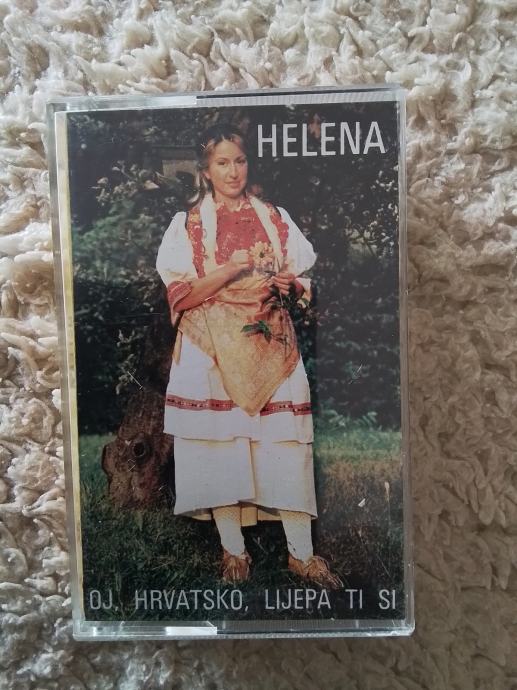 HELENA
OJ, HRVATSKO, LIJEPA TI SI